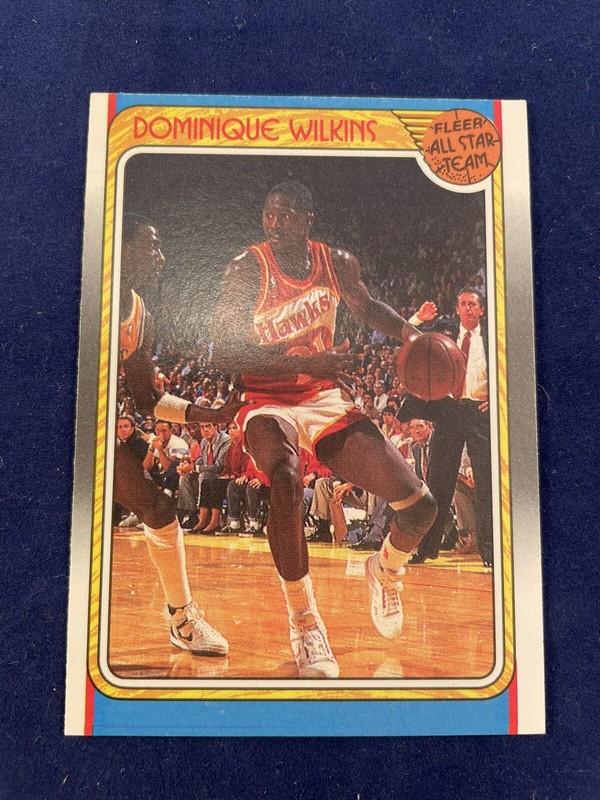 DOMINIQUE WILKINS
FLEER
ALL STAR
TEAM
Hawks